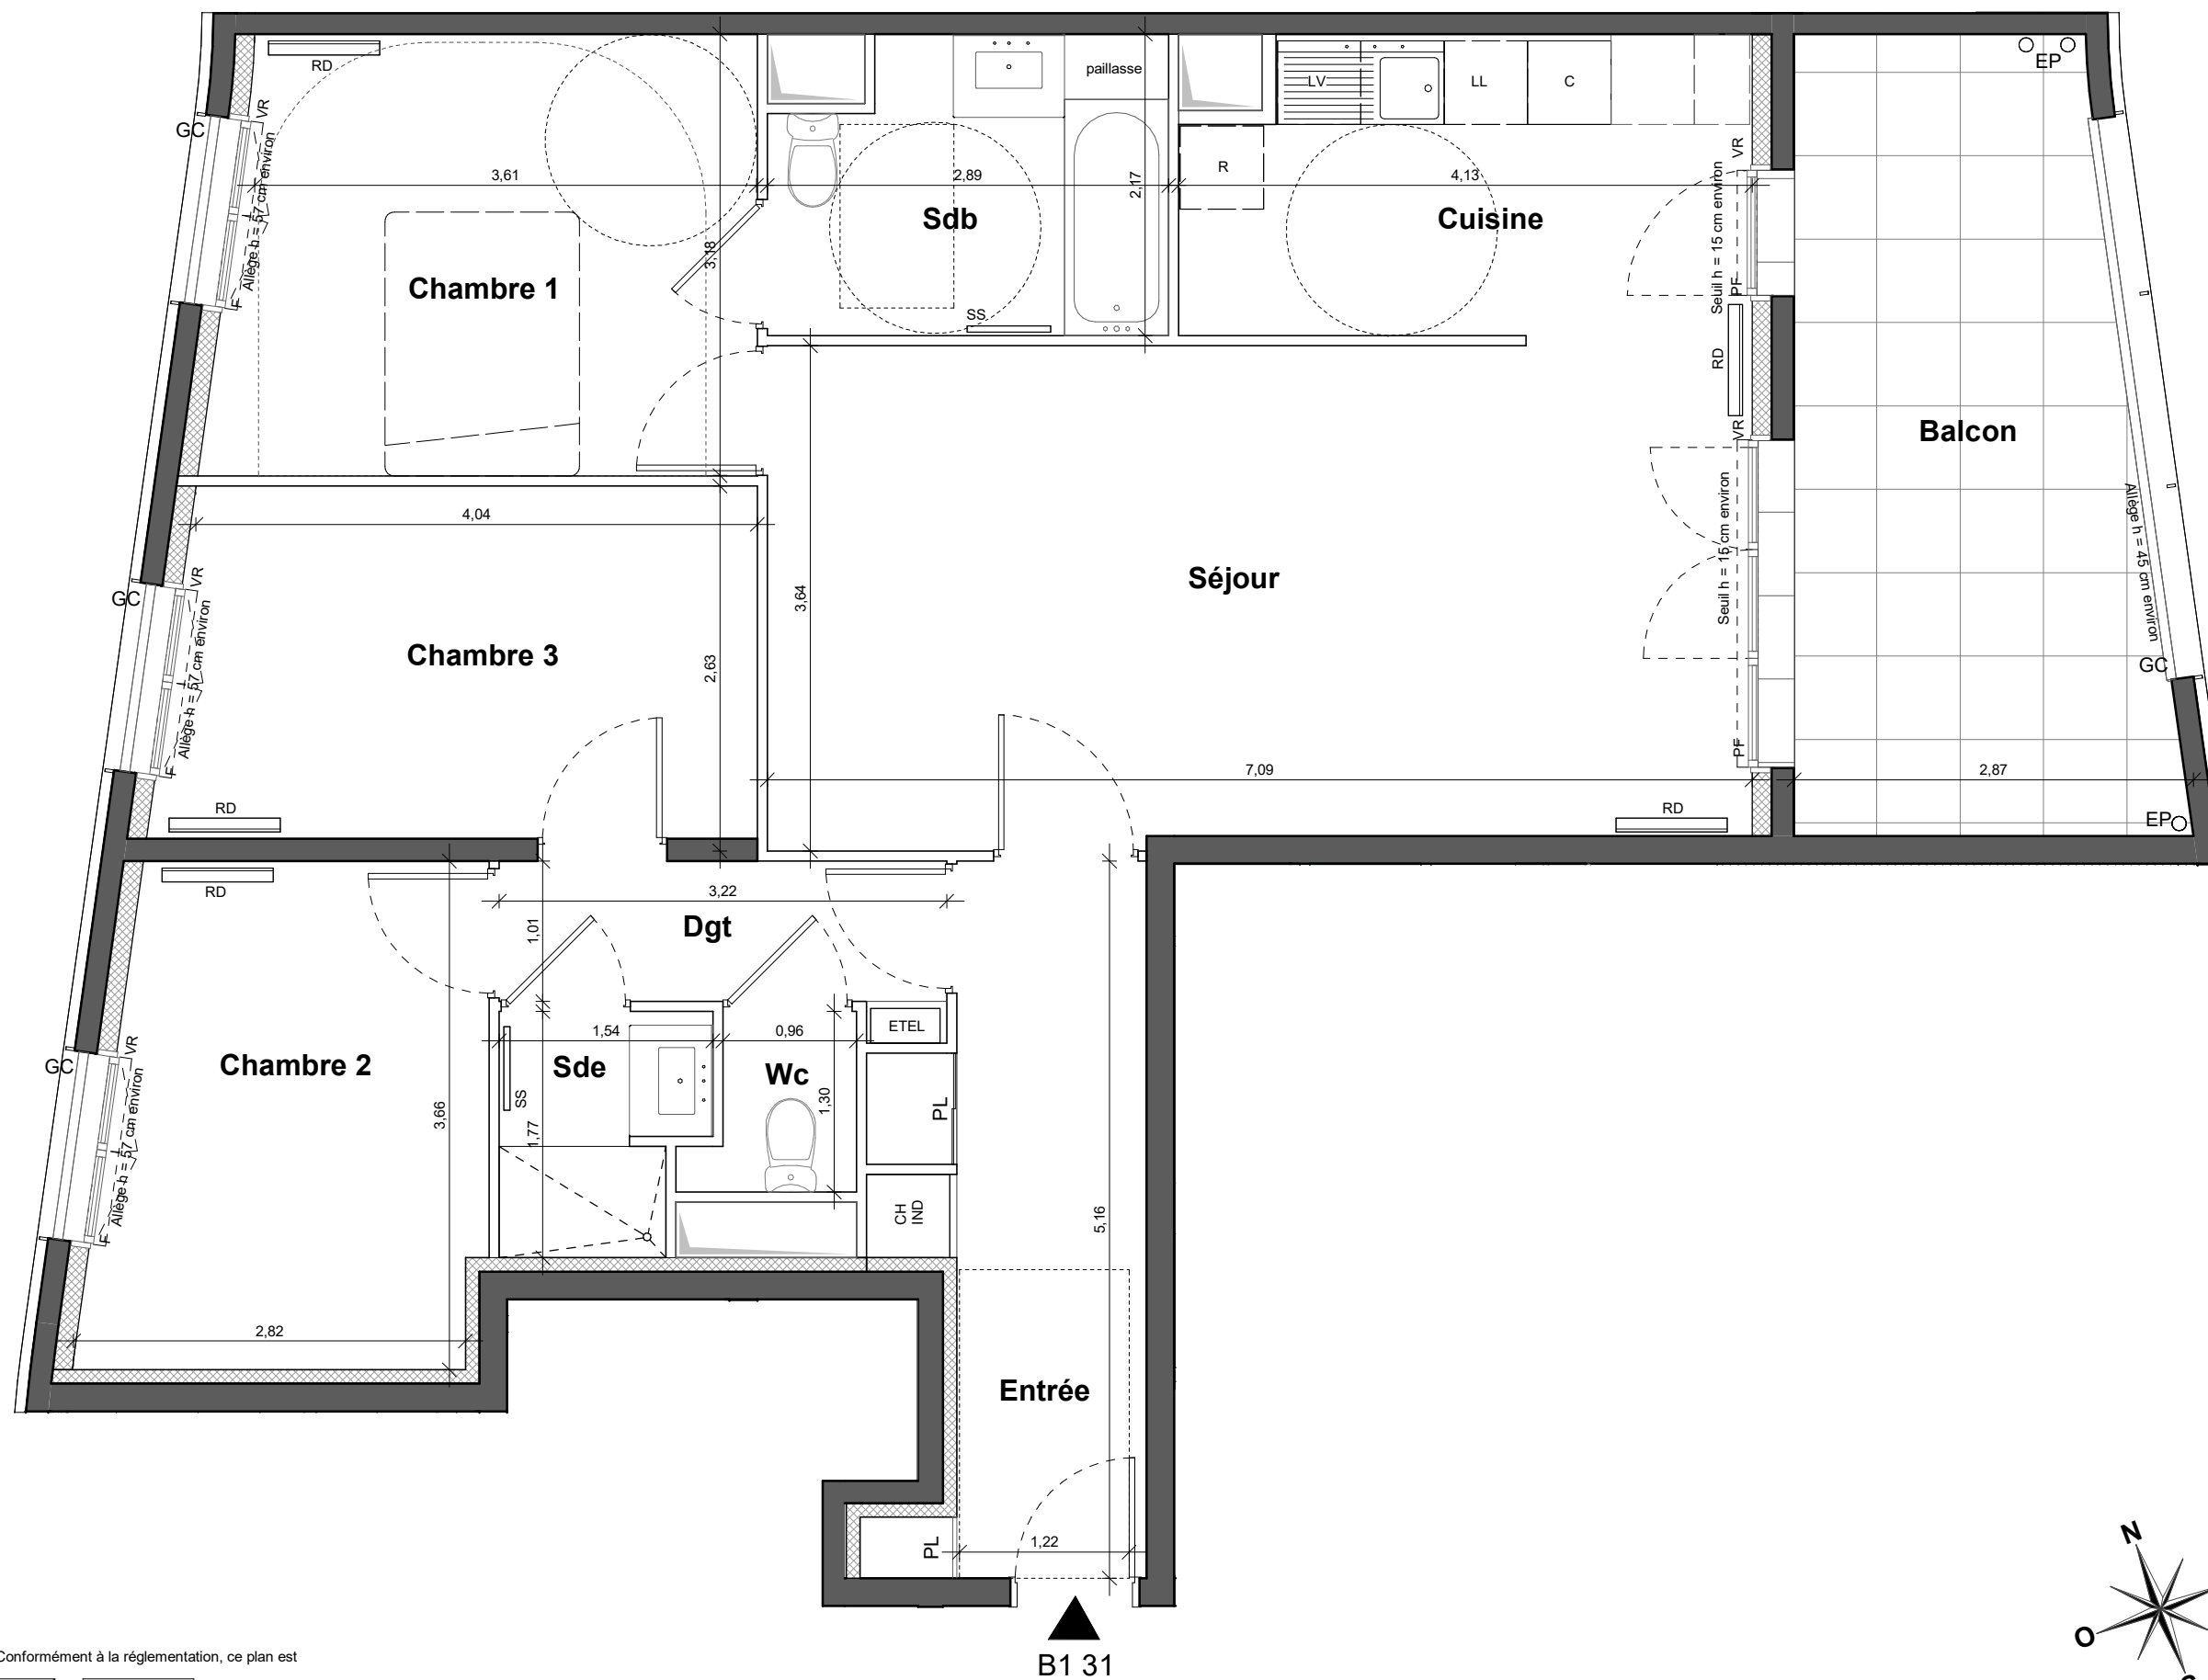 RD
EP
paillasse
LV
LL
C
VR
GC
VR
R
3,61
2,89
2,17
4,13
Allège h = 57 cm environ
Seuil h = 15 cm environ
Sdb
Cuisine
3,18
Chambre 1
F
PF
SS
RD
VR
Balcon
4,04
Allège h = 45 cm environ
Seuil h = 15 cm environ
VR
GC
Séjour
3,64
Allège h = 57 cm environ
Chambre 3
2,63
GC
PF
F
7,09
2,87
RD
RD
EP
RD
3,22
Dgt
1,01
ETEL
1,54
0,96
VR
GC
Chambre 2
Sde
Wc
SS
1,30
PL
3,66
1,77
Allège h = 57 cm environ
CH
IND
5,16
F
2,82
Entrée
PL
1,22
N
O
B1 31
Conformément à la réglementation, ce plan est